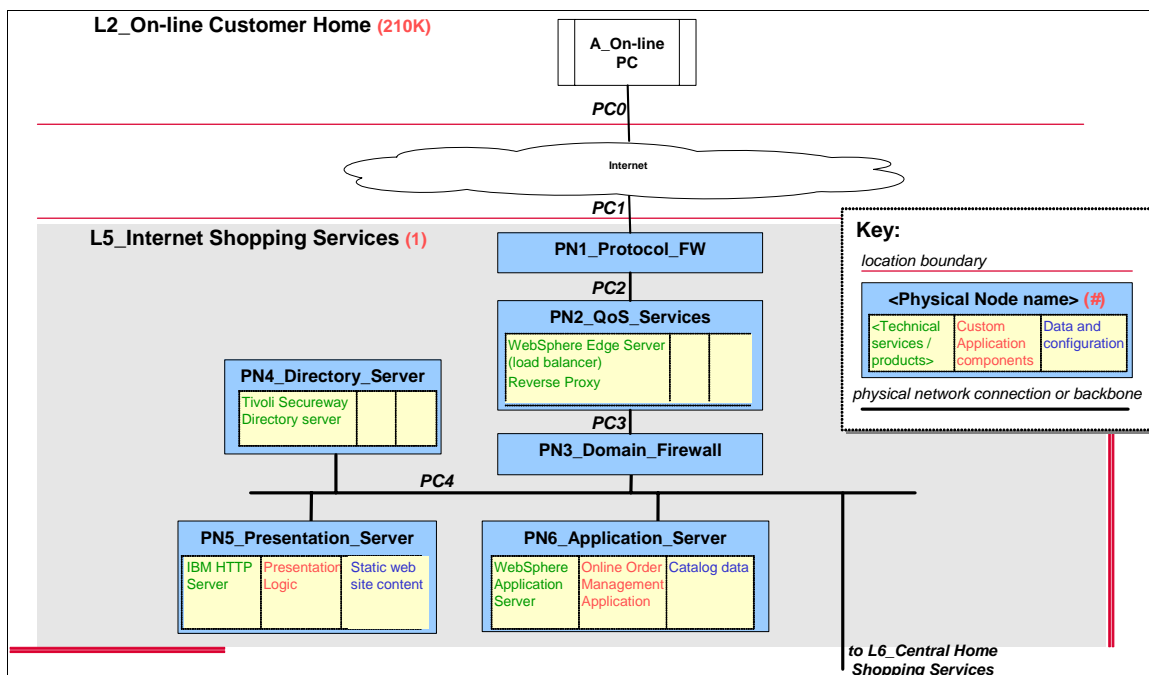 L2_On-line Customer Home (210K)
A_On-line
PC
PC0
Internet
PC1
L5_Internet Shopping Services (1)
PN1_Protocol_FW
PC2
PN2_QoS_Services
WebSphere Edge Server
(load balancer)
Reverse Proxy
PN4_Directory_Server
Tivoli Secureway
Directory server
PC3
PN3_Domain_Firewall
PC4
PN5_Presentation_Server
IBM HTTP
Server
Presentation
Logic
Static web
site content
PN6_Application_Server
WebSphere
Application
Server
Online Order
Management
Application
Catalog data
to L6_Central Home
Shopping Services
Key:
location boundary
<Physical Node name> (#)
<Technical
services /
products>
Custom
Application
components
Data and
configuration
physical network connection or backbone